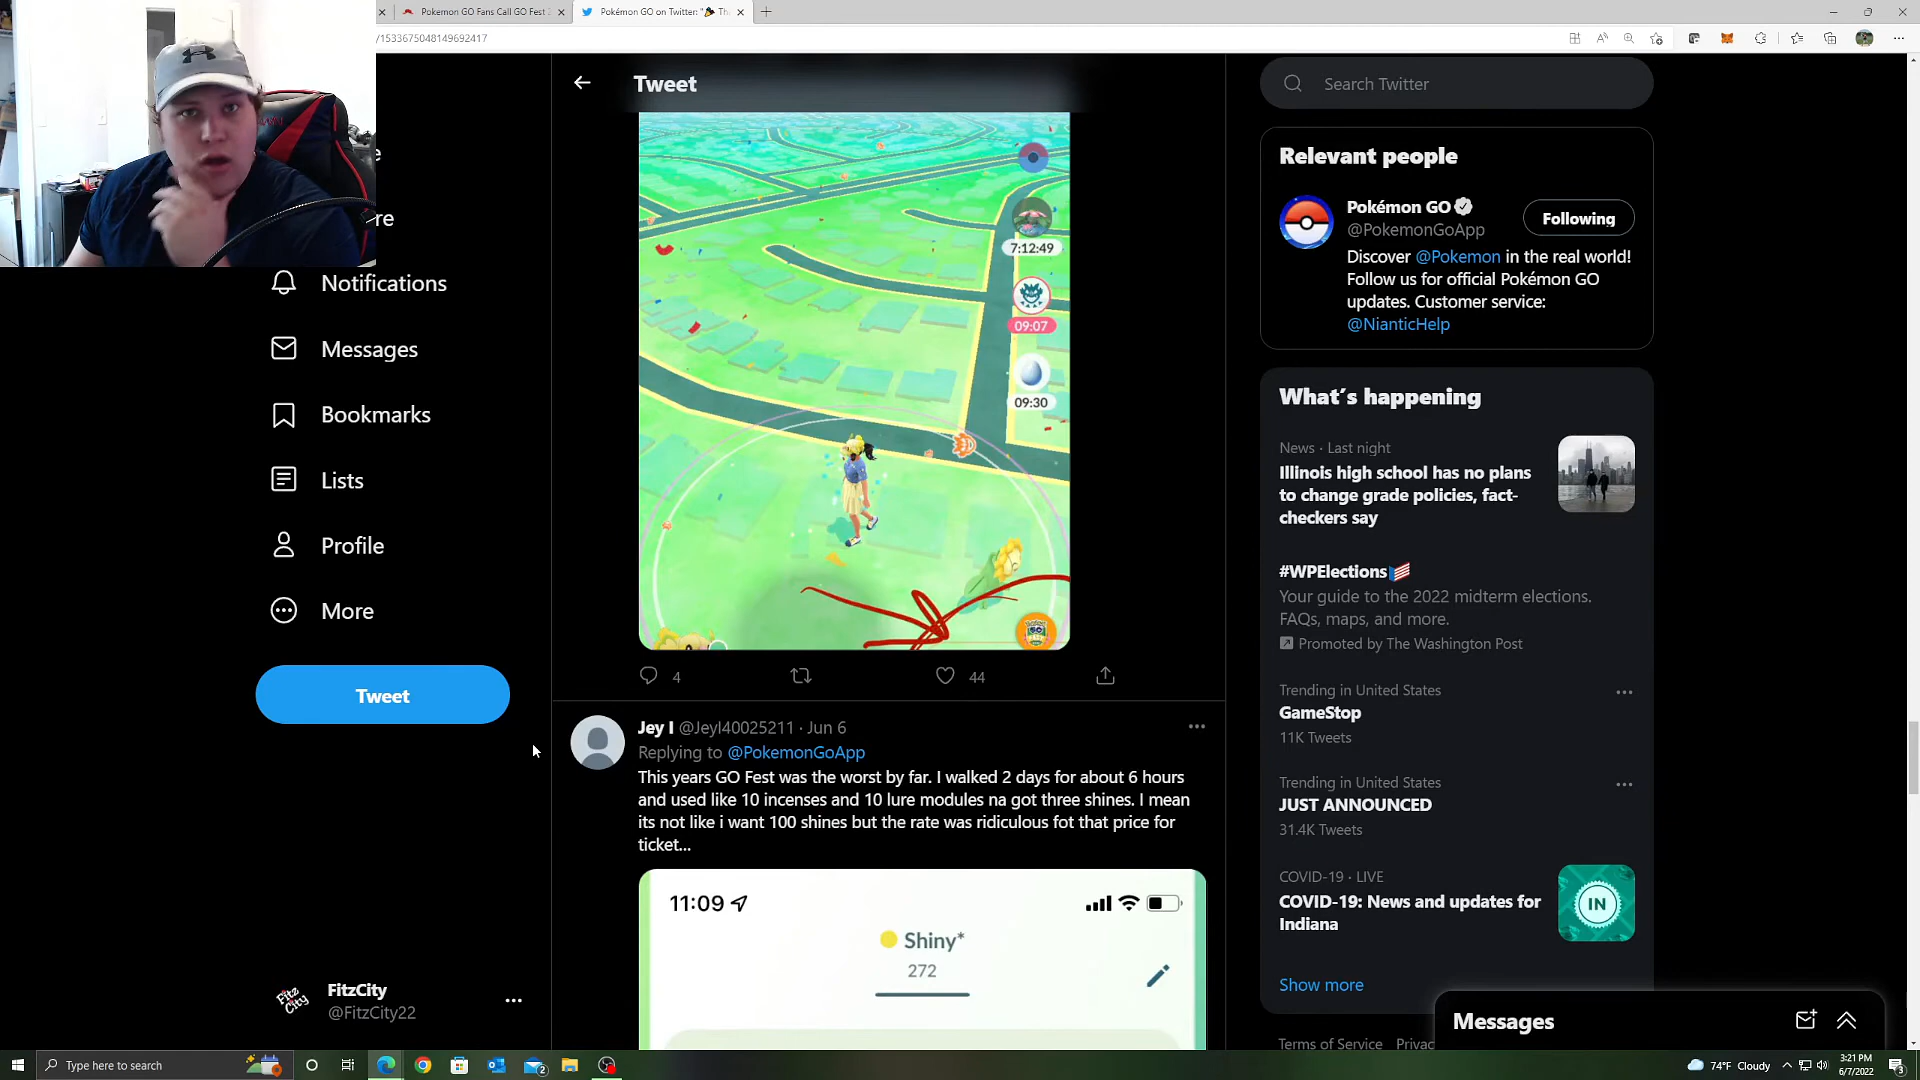 Pokemon GO Fans Call GO Fest 2
Pokémon GO on Twitter: "🎉 Th
/1533675048149692417
Tweet
Search Twitter
7:12:49
09:07
09:30
Notifications
Messages
Bookmarks
Lists
Profile
More
Tweet
FitzCity
@FitzCity22
4
44
Jey I @JeyI40025211 · Jun 6
Replying to @PokemonGoApp
This years GO Fest was the worst by far. I walked 2 days for about 6 hours
and used like 10 incenses and 10 lure modules na got three shines. I mean
its not like i want 100 shines but the rate was ridiculous fot that price for
ticket...
11:09
Shiny*
272
Relevant people
Pokémon GO
@PokemonGoApp
Following
Discover @Pokemon in the real world!
Follow us for official Pokémon GO
updates. Customer service:
@NianticHelp
What's happening
News · Last night
Illinois high school has no plans
to change grade policies, fact-
checkers say
#WPElections
Your guide to the 2022 midterm elections.
FAQs, maps, and more.
Promoted by The Washington Post
Trending in United States
GameStop
11K Tweets
Trending in United States
JUST ANNOUNCED
31.4K Tweets
COVID-19 · LIVE
COVID-19: News and updates for
Indiana
IN
Show more
Terms of Service Privac
Messages
Type here to search
2
74°F Cloudy
3:21 PM
6/7/2022
3